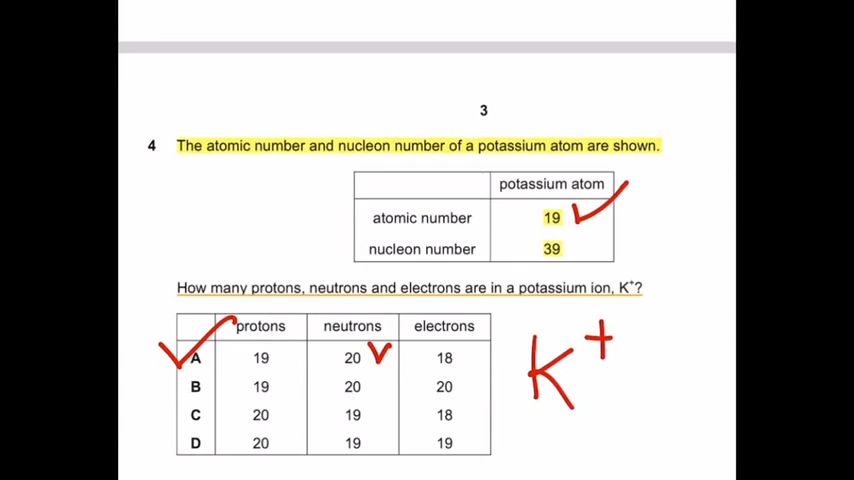 3
4 The atomic number and nucleon number of a potassium atom are shown.
potassium atom
atomic number 19
nucleon number 39
How many protons, neutrons and electrons are in a potassium ion, K⁺?
protons neutrons electrons
A 19 20 18
B 19 20 20
C 20 19 18
D 20 19 19
K⁺